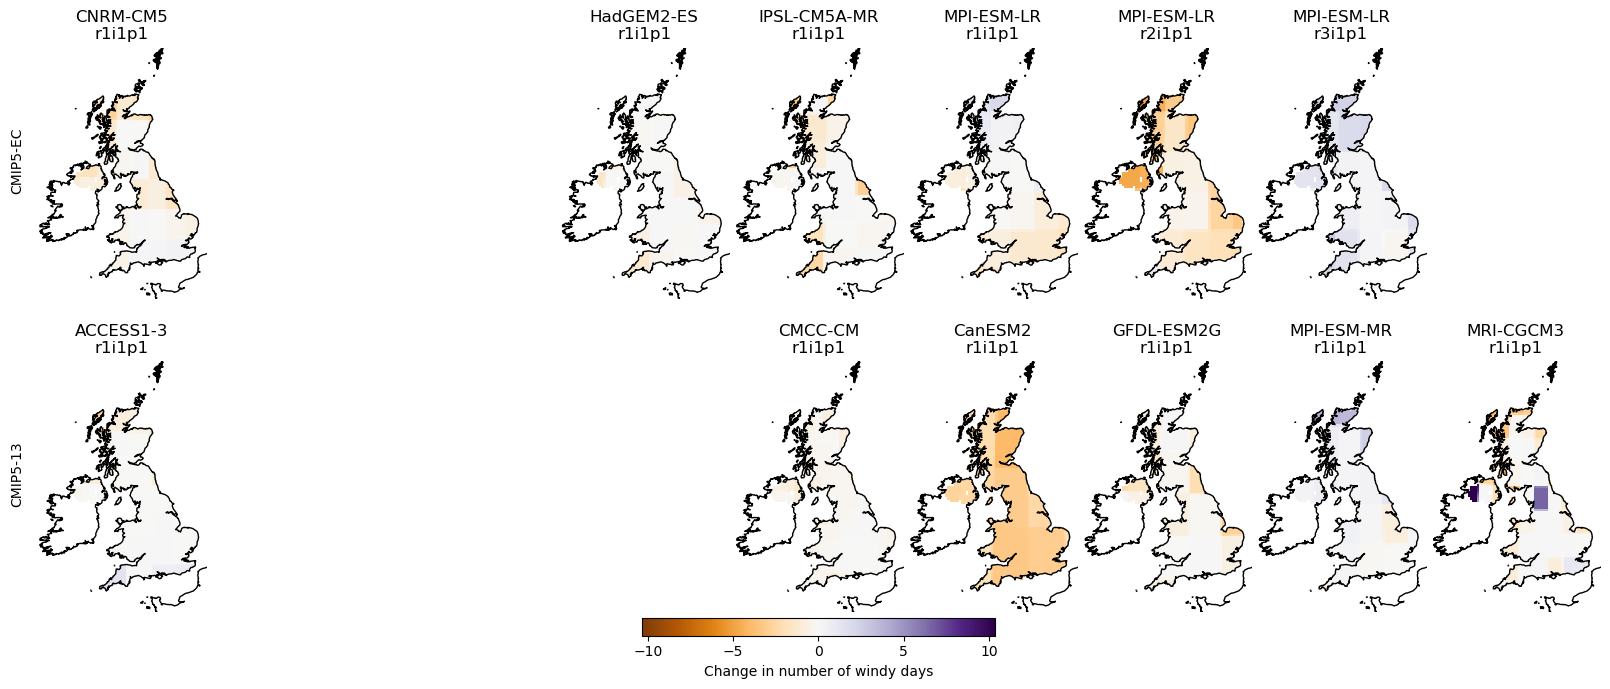 CNRM-CM5
r1i1p1
HadGEM2-ES
r1i1p1
IPSL-CM5A-MR
r1i1p1
MPI-ESM-LR
r1i1p1
MPI-ESM-LR
r2i1p1
MPI-ESM-LR
r3i1p1
CMIP5-EC
ACCESS1-3
r1i1p1
CMCC-CM
r1i1p1
CanESM2
r1i1p1
GFDL-ESM2G
r1i1p1
MPI-ESM-MR
r1i1p1
MRI-CGCM3
r1i1p1
CMIP5-13
−10 −5 0 5 10
Change in number of windy days